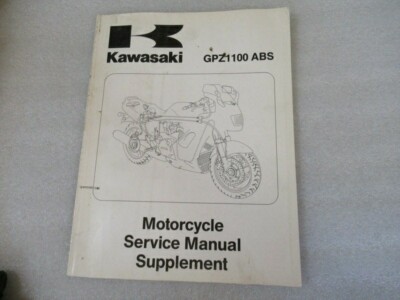 Kawasaki
GPZ1100 ABS
Motorcycle
Service Manual
Supplement